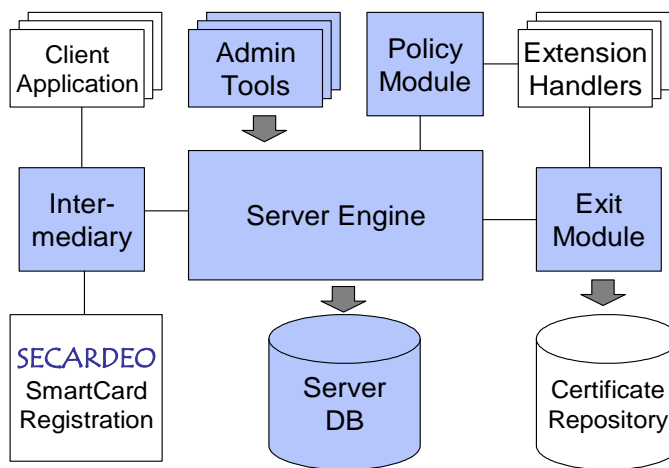 Client
Application
Admin
Tools
Policy
Module
Extension
Handlers
Inter-
mediary
Server Engine
Exit
Module
SECARDEO
SmartCard
Registration
Server
DB
Certificate
Repository